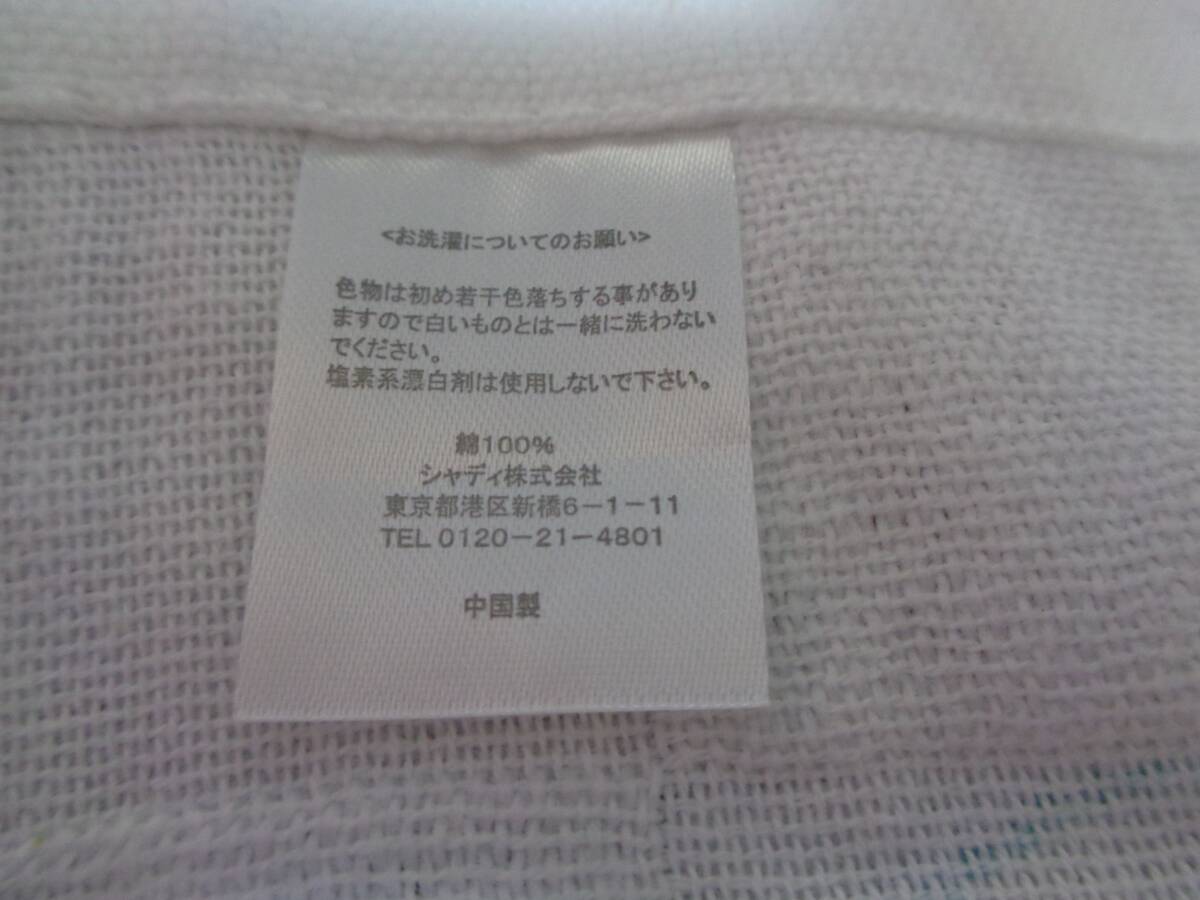 <お洗濯についてのお願い>
色物は初め若干色落ちする事があり
ますので白いものとは一緒に洗わない
でください。
塩素系漂白剤は使用しないで下さい。
綿100%
シャディ株式会社
東京都港区新橋6−1−11
TEL 0120−21−4801
中国製